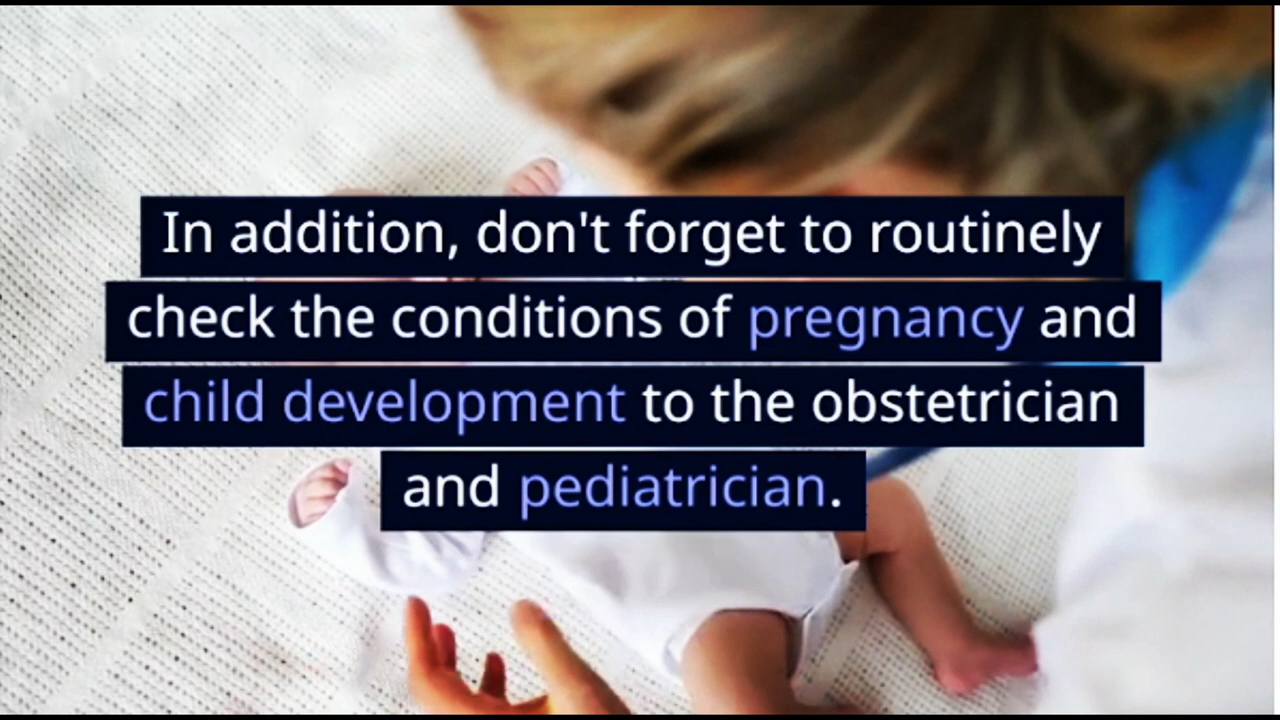 In addition, don't forget to routinely
check the conditions of pregnancy and
child development to the obstetrician
and pediatrician.